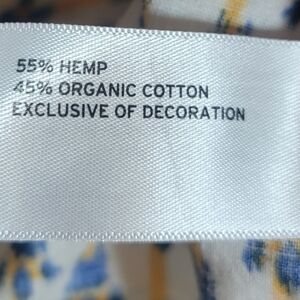 55% HEMP
45% ORGANIC COTTON
EXCLUSIVE OF DECORATION